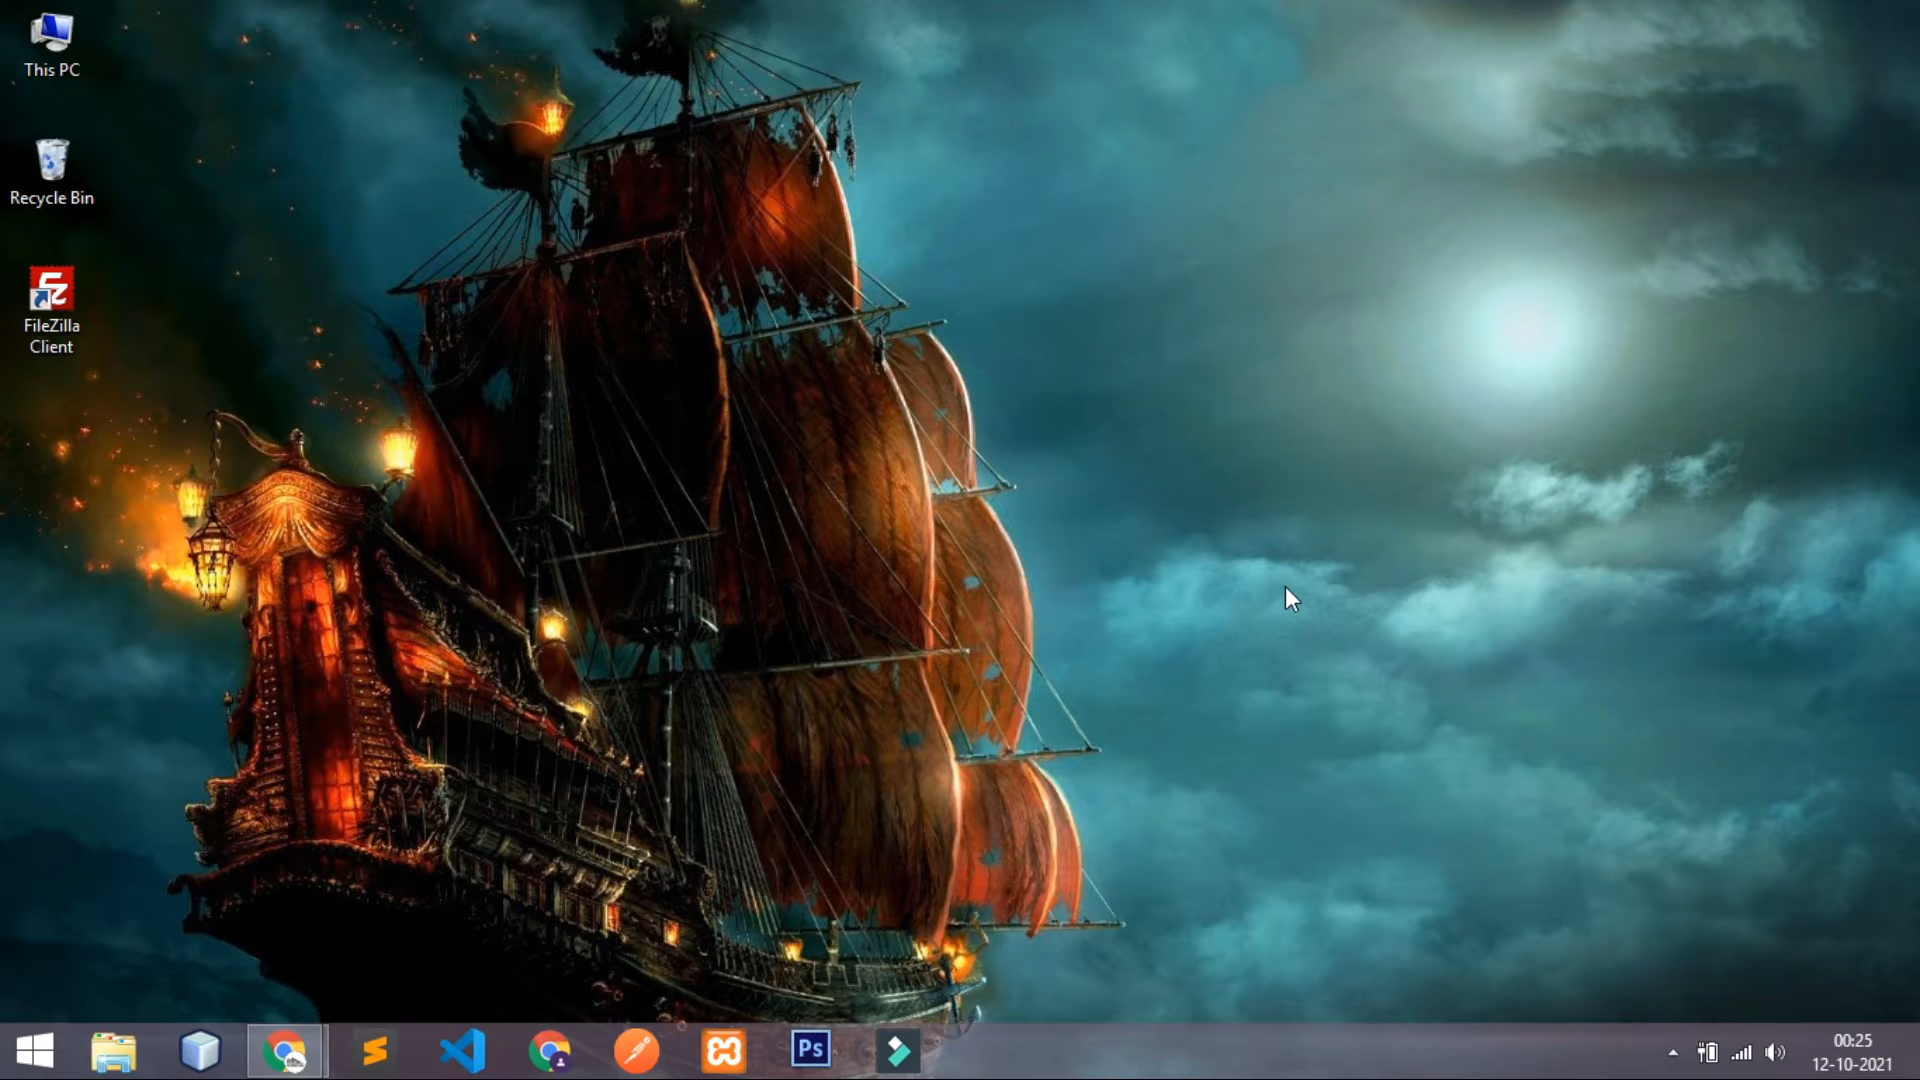 This PC
Recycle Bin
FileZilla
Client
Ps
00:25
12-10-2021